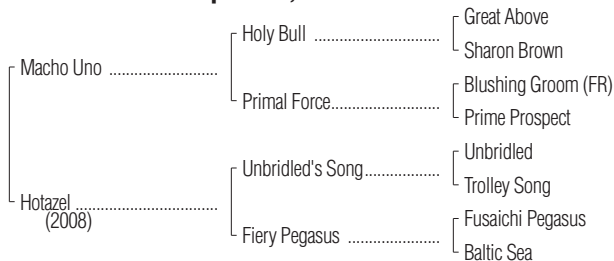 Great Above
Holy Bull
Sharon Brown
Macho Uno
Blushing Groom (FR)
Primal Force
Prime Prospect
Unbridled
Unbridled's Song
Trolley Song
Hotazel
(2008)
Fusaichi Pegasus
Fiery Pegasus
Baltic Sea